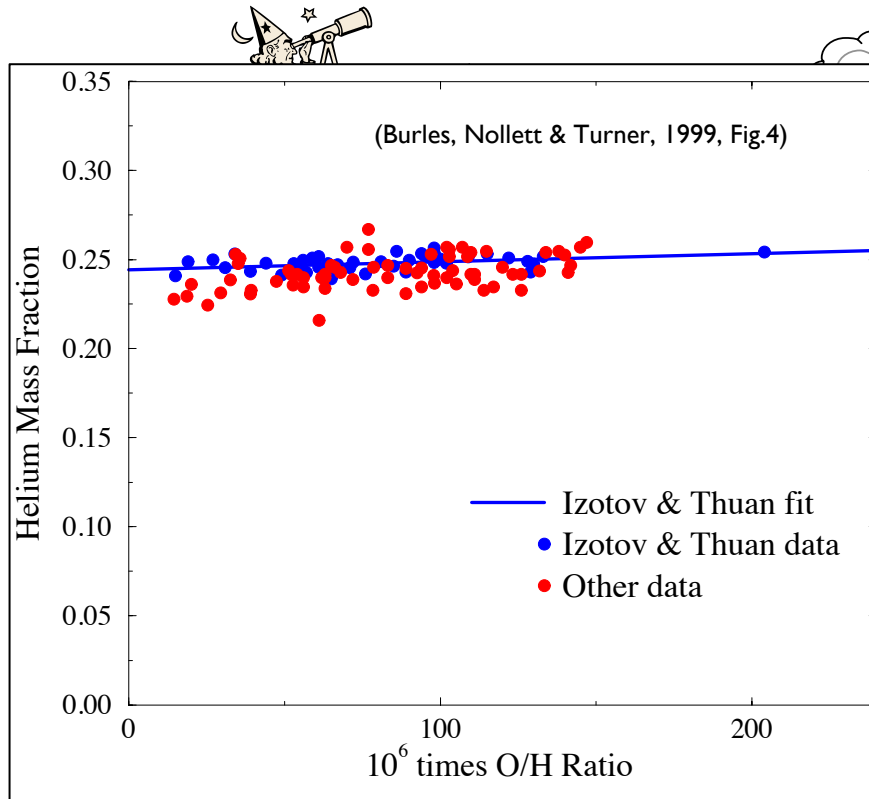 (Burles, Nollett & Turner, 1999, Fig.4)
Helium Mass Fraction
0.35
0.30
0.25
0.20
0.15
0.10
0.05
0.00
Izotov & Thuan fit
Izotov & Thuan data
Other data
0 100 200
10⁶ times O/H Ratio